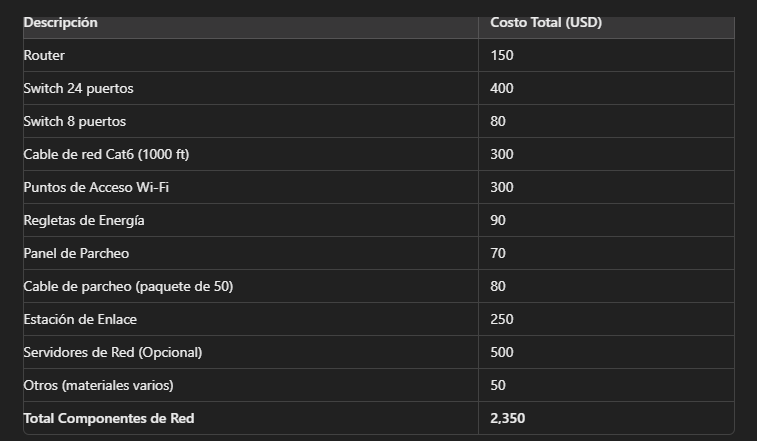 Descripción Costo Total (USD)
Router 150
Switch 24 puertos 400
Switch 8 puertos 80
Cable de red Cat6 (1000 ft) 300
Puntos de Acceso Wi-Fi 300
Regletas de Energía 90
Panel de Parcheo 70
Cable de parcheo (paquete de 50) 80
Estación de Enlace 250
Servidores de Red (Opcional) 500
Otros (materiales varios) 50
Total Componentes de Red 2,350